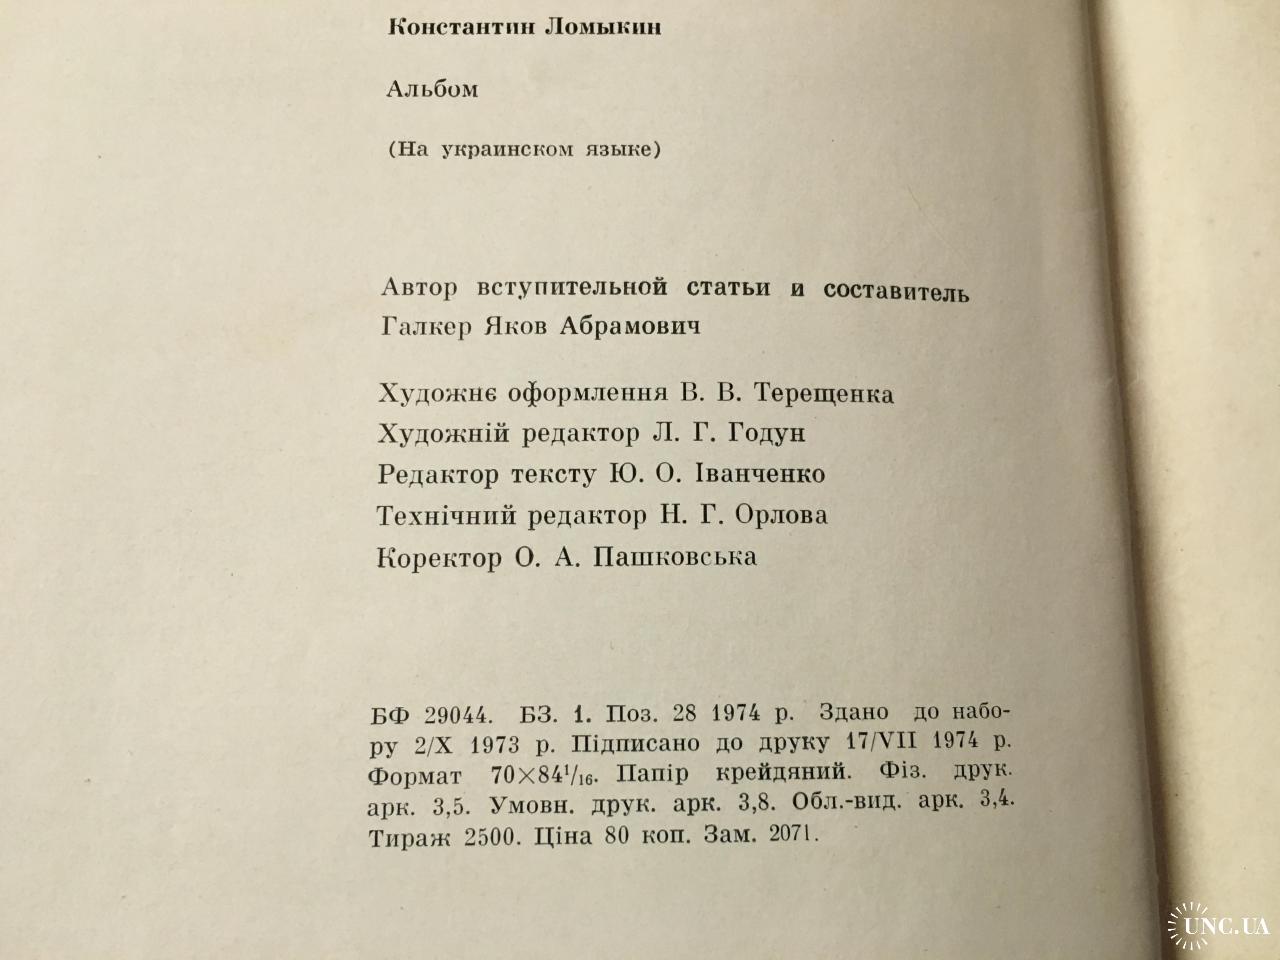 Константин Ломыкин
Альбом
(На украинском языке)
Автор вступительной статьи и составитель
Галкер Яков Абрамович
Художнє оформлення В. В. Терещенка
Художній редактор Л. Г. Годун
Редактор тексту Ю. О. Іванченко
Технічний редактор Н. Г. Орлова
Коректор О. А. Пашковська
БФ 29044. БЗ. 1. Поз. 28 1974 р. Здано до набо-
ру 2/X 1973 р. Підписано до друку 17/VII 1974 р.
Формат 70×84¹/₁₆. Папір крейдяний. Фіз. друк.
арк. 3,5. Умовн. друк. арк. 3,8. Обл.-вид. арк. 3,4.
Тираж 2500. Ціна 80 коп. Зам. 2071.
UNC.UA